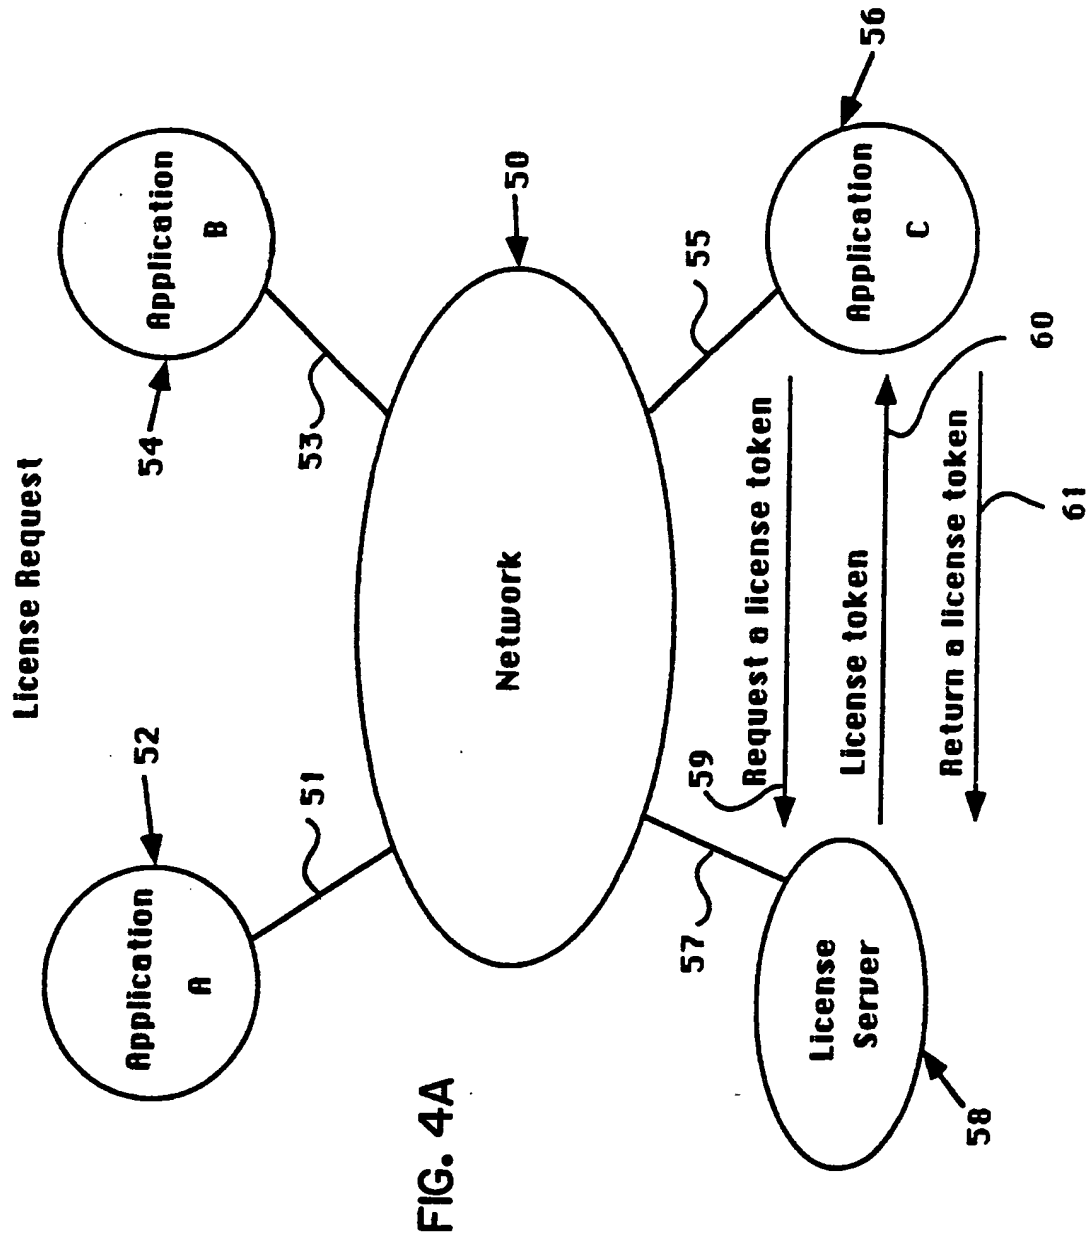 License Request
52
Application
A
51
54
Application
B
53
Network
50
57
License
Server
58
59
Request a license token
License token
Return a license token
55
56
Application
C
60
61
FIG. 4A